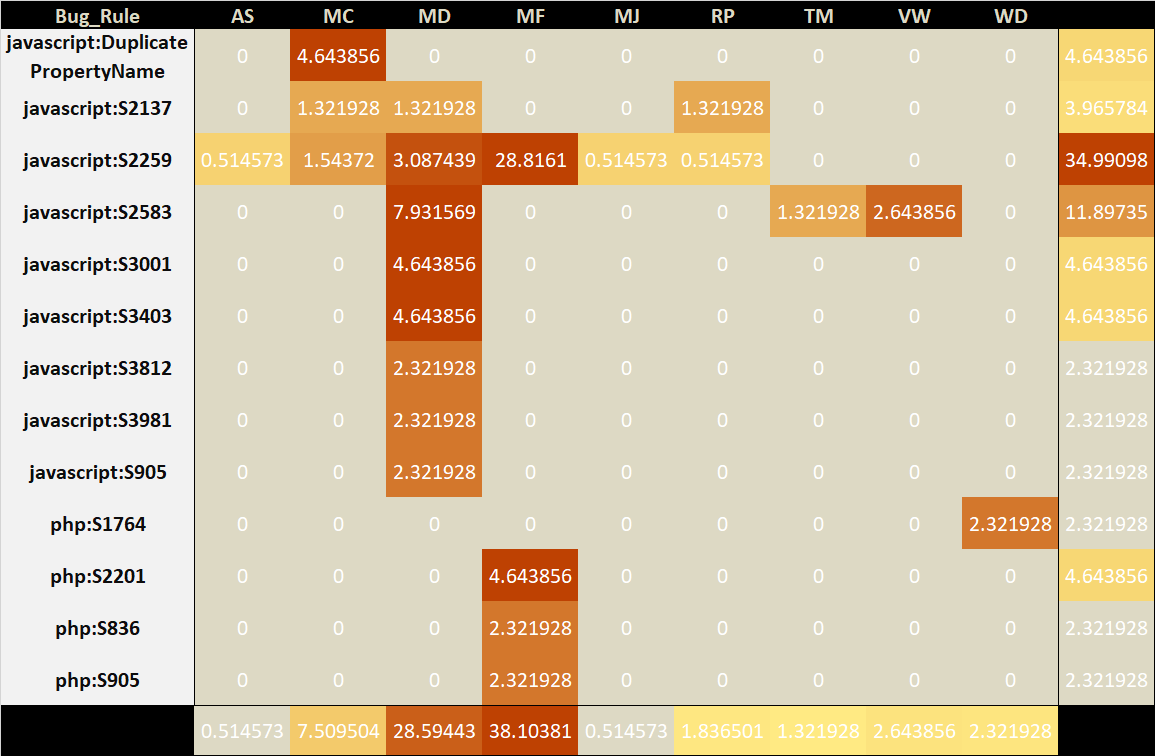 Bug_Rule AS MC MD MF MJ RP TM VW WD
javascript:Duplicate
PropertyName 0 4.643856 0 0 0 0 0 0 0 4.643856
javascript:S2137 0 1.321928 1.321928 0 0 1.321928 0 0 0 3.965784
javascript:S2259 0.514573 1.54372 3.087439 28.8161 0.514573 0.514573 0 0 0 34.99098
javascript:S2583 0 0 7.931569 0 0 0 1.321928 2.643856 0 11.89735
javascript:S3001 0 0 4.643856 0 0 0 0 0 0 4.643856
javascript:S3403 0 0 4.643856 0 0 0 0 0 0 4.643856
javascript:S3812 0 0 2.321928 0 0 0 0 0 0 2.321928
javascript:S3981 0 0 2.321928 0 0 0 0 0 0 2.321928
javascript:S905 0 0 2.321928 0 0 0 0 0 0 2.321928
php:S1764 0 0 0 0 0 0 0 0 2.321928 2.321928
php:S2201 0 0 0 4.643856 0 0 0 0 0 4.643856
php:S836 0 0 0 2.321928 0 0 0 0 0 2.321928
php:S905 0 0 0 2.321928 0 0 0 0 0 2.321928
0.514573 7.509504 28.59443 38.10381 0.514573 1.836501 1.321928 2.643856 2.321928